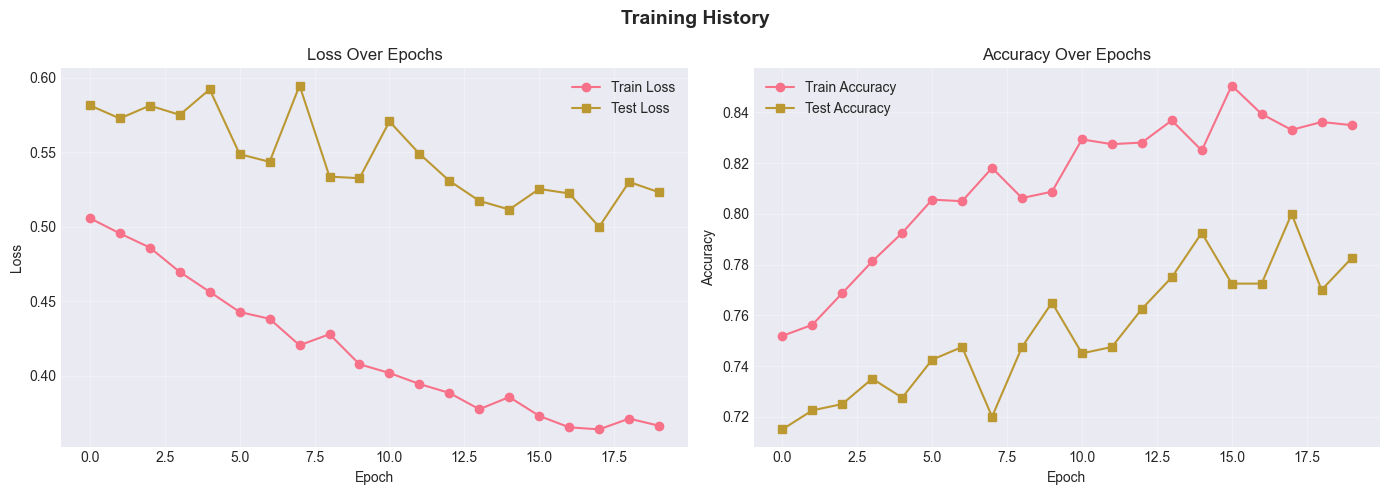 Training History
Loss Over Epochs
Train Loss
Test Loss
0.60
0.55
0.50
0.45
0.40
Loss
0.0 2.5 5.0 7.5 10.0 12.5 15.0 17.5
Epoch
Accuracy Over Epochs
Train Accuracy
Test Accuracy
0.84
0.82
0.80
0.78
0.76
0.74
0.72
Accuracy
0.0 2.5 5.0 7.5 10.0 12.5 15.0 17.5
Epoch